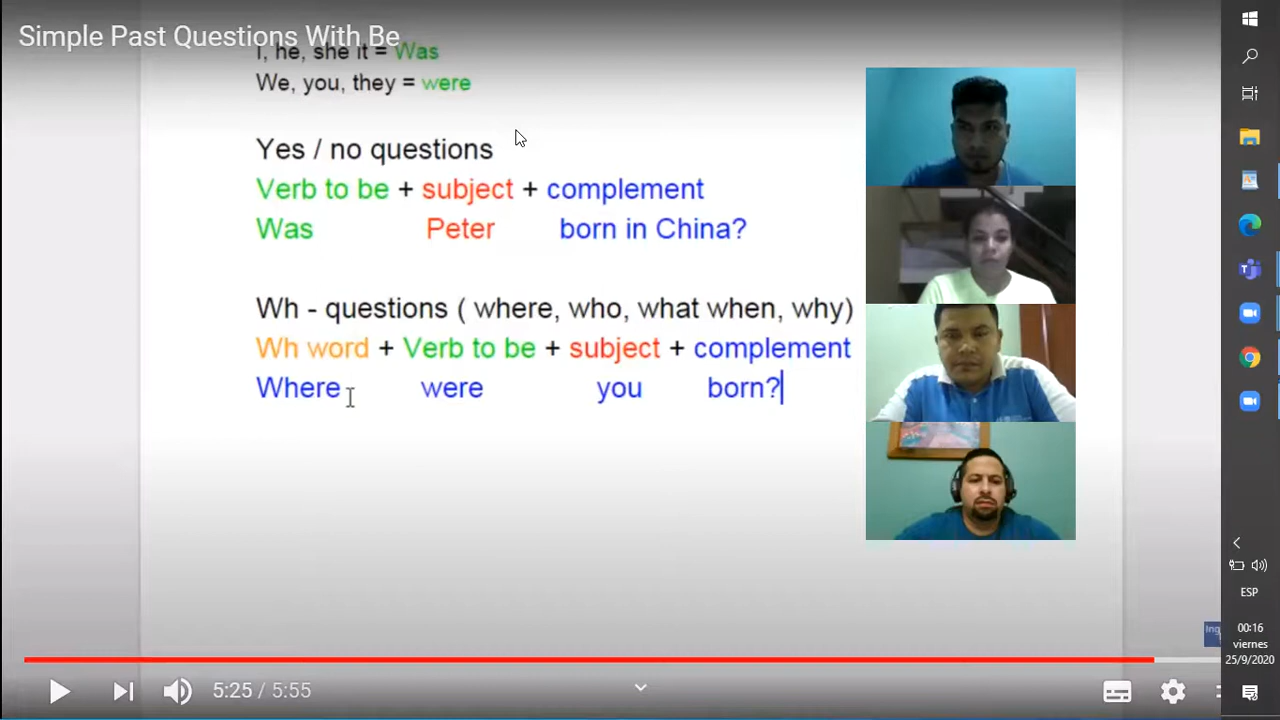 Simple Past Questions With Be
I, he, she it = Was
We, you, they = were
Yes / no questions
Verb to be + subject + complement
Was Peter born in China?
Wh - questions ( where, who, what when, why)
Wh word + Verb to be + subject + complement
Where were you born?
5:25 / 5:55
ESP
00:16
viernes
25/9/2020